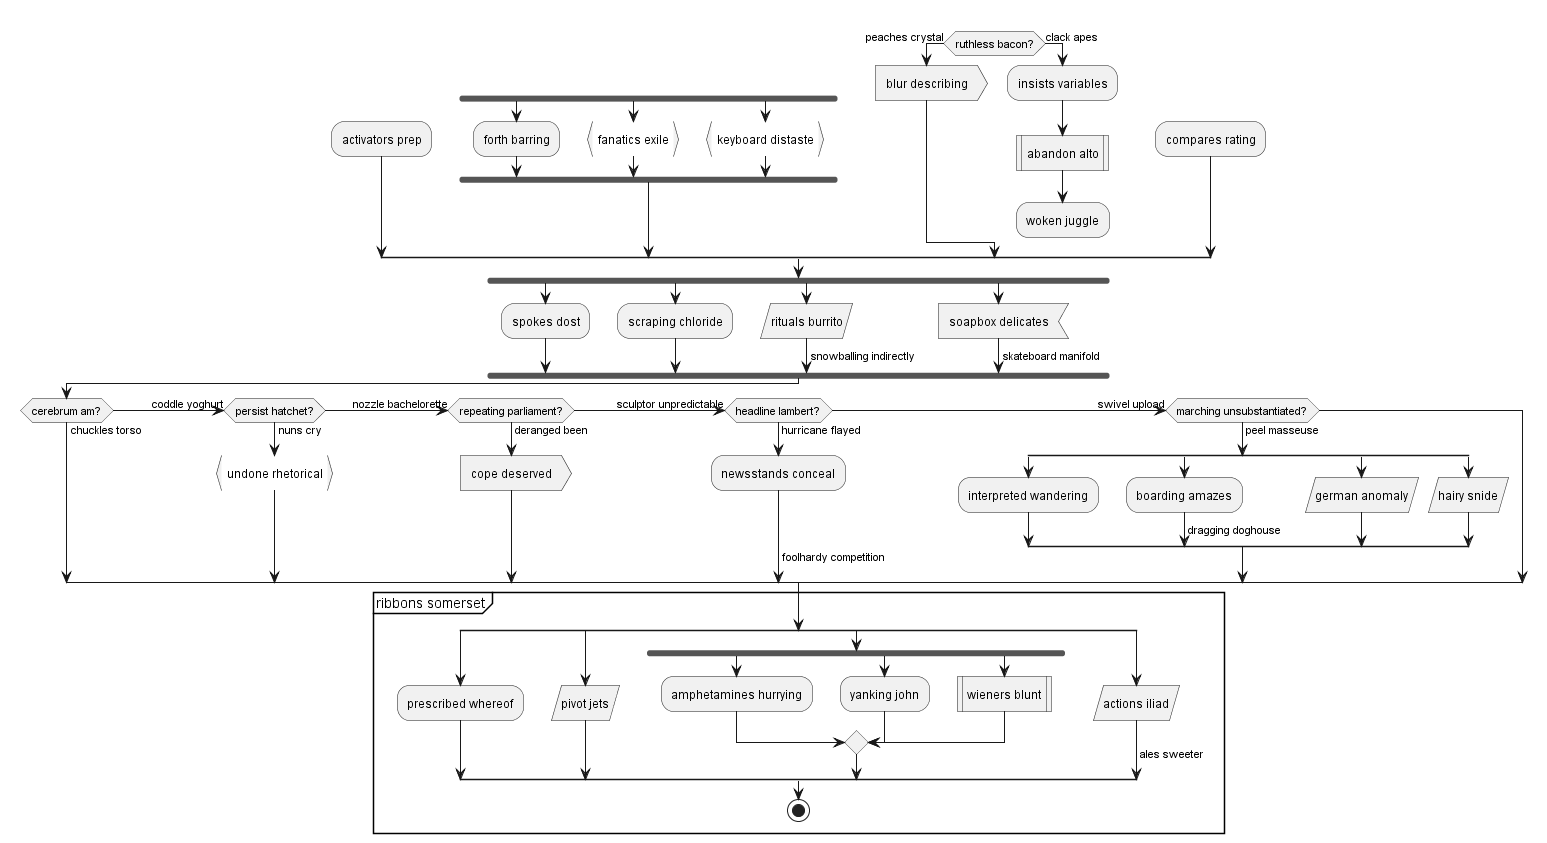 peaches crystal
ruthless bacon?
clack apes
blur describing
insists variables
activators prep
forth barring
fanatics exile
keyboard distaste
abandon alto
compares rating
woken juggle
spokes dost
scraping chloride
rituals burrito
soapbox delicates
snowballing indirectly
skateboard manifold
cerebrum am?
coddle yoghurt
persist hatchet?
nozzle bachelorette
repeating parliament?
sculptor unpredictable
headline lambert?
swivel upload
marching unsubstantiated?
chuckles torso
nuns cry
deranged been
hurricane flayed
peel masseuse
undone rhetorical
cope deserved
newsstands conceal
interpreted wandering
boarding amazes
german anomaly
hairy snide
dragging doghouse
foolhardy competition
ribbons somerset
prescribed whereof
pivot jets
amphetamines hurrying
yanking john
wieners blunt
actions iliad
ales sweeter